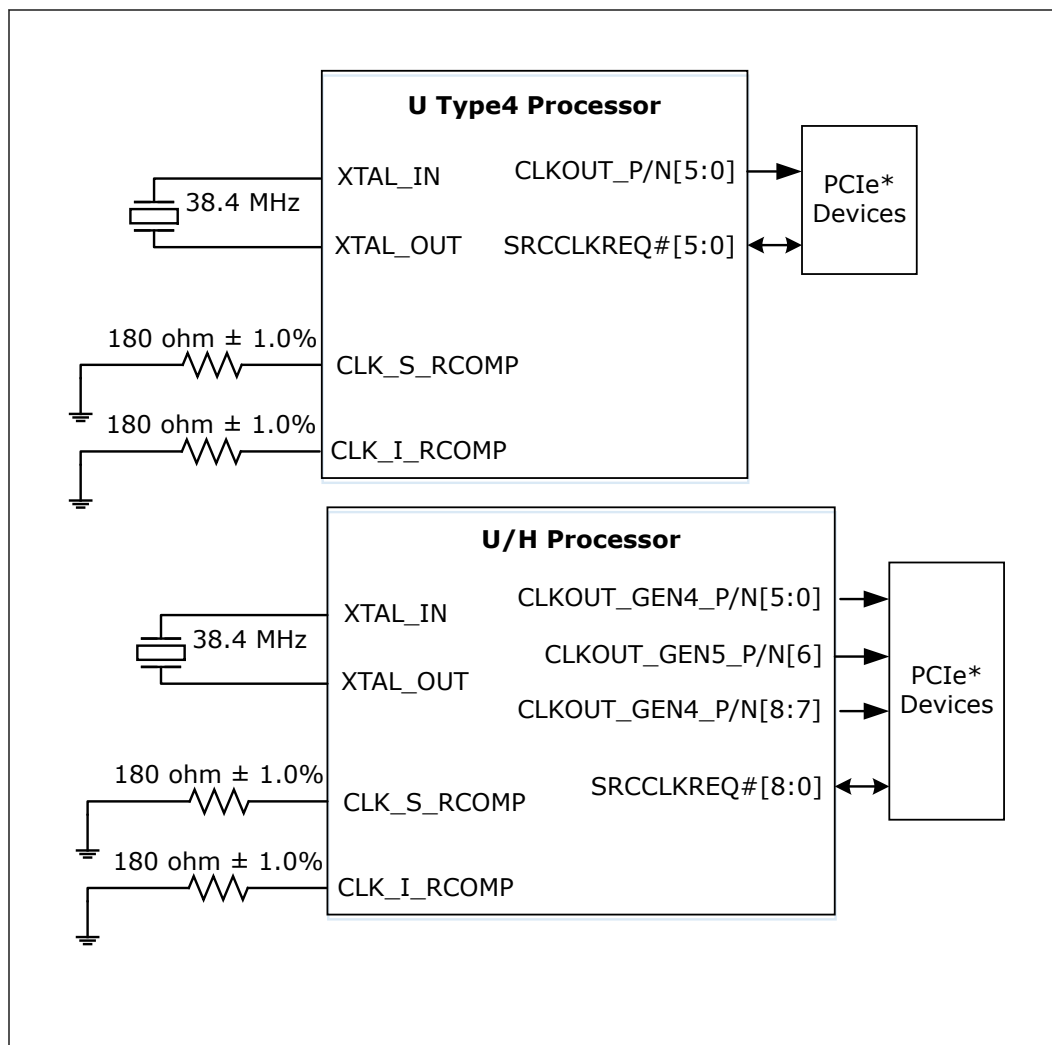 U Type4 Processor
XTAL_IN
CLKOUT_P/N[5:0]
38.4 MHz
XTAL_OUT
SRCCLKREQ#[5:0]
PCIe*
Devices
180 ohm ± 1.0%
CLK_S_RCOMP
180 ohm ± 1.0%
CLK_I_RCOMP
U/H Processor
XTAL_IN
CLKOUT_GEN4_P/N[5:0]
38.4 MHz
CLKOUT_GEN5_P/N[6]
XTAL_OUT
CLKOUT_GEN4_P/N[8:7]
PCIe*
Devices
180 ohm ± 1.0%
CLK_S_RCOMP
SRCCLKREQ#[8:0]
180 ohm ± 1.0%
CLK_I_RCOMP